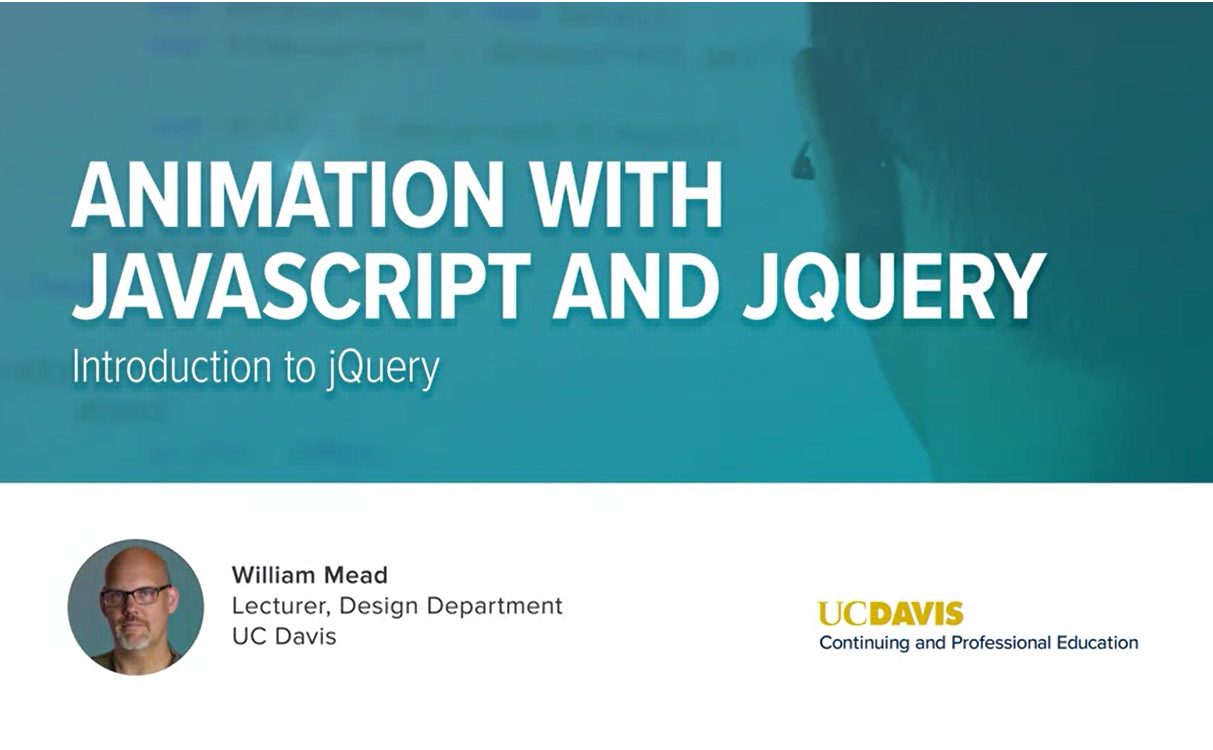 ANIMATION WITH
JAVASCRIPT AND JQUERY
Introduction to jQuery
William Mead
Lecturer, Design Department
UC Davis
UCDAVIS
Continuing and Professional Education